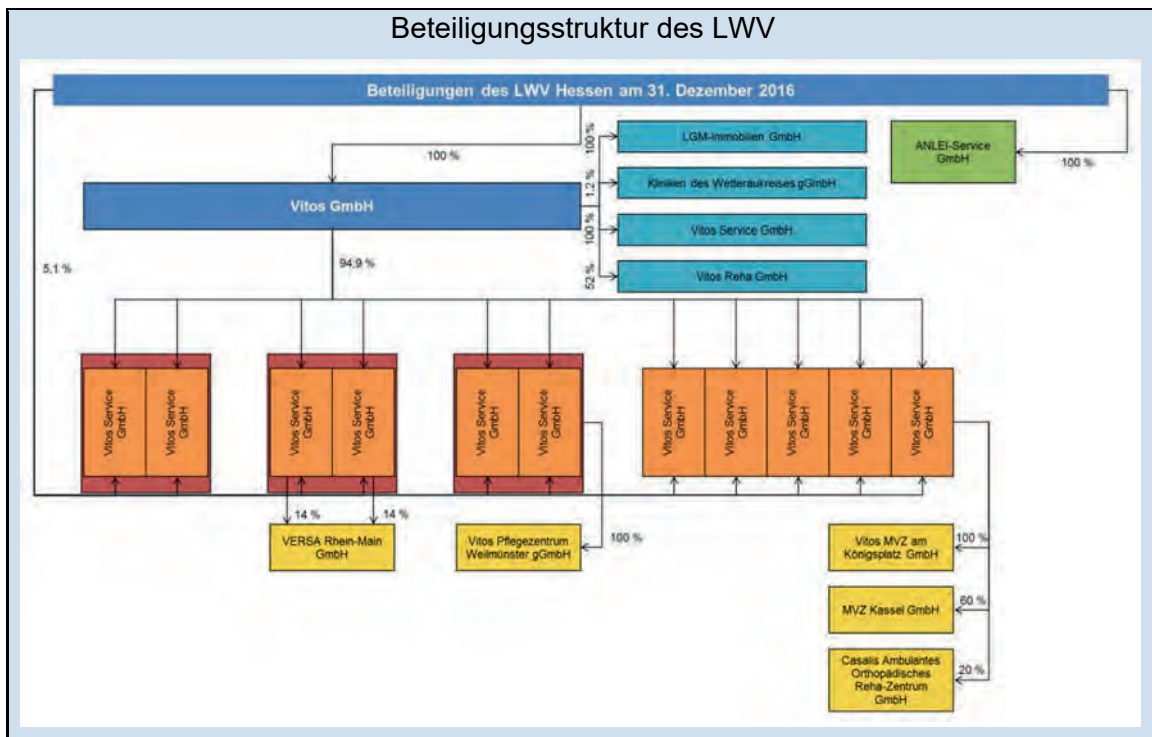 Beteiligungsstruktur des LWV
Beteiligungen des LWV Hessen am 31. Dezember 2016
100 %
LGM-Immobilien GmbH
ANLEI-Service
GmbH
100 %
100 %
1,2 %
Kliniken des Wetteraukreises gGmbH
Vitos GmbH
100 %
Vitos Service GmbH
52 %
Vitos Reha GmbH
5,1 %
94,9 %
Vitos Service
GmbH
Vitos Service
GmbH
Vitos Service
GmbH
Vitos Service
GmbH
Vitos Service
GmbH
Vitos Service
GmbH
Vitos Service
GmbH
Vitos Service
GmbH
Vitos Service
GmbH
Vitos Service
GmbH
Vitos Service
GmbH
14 %
14 %
VERSA Rhein-Main
GmbH
Vitos Pflegezentrum
Weilmünster gGmbH
100 %
Vitos MVZ am
Königsplatz GmbH
100 %
MVZ Kassel GmbH
60 %
Casalis Ambulantes
Orthopädisches
Reha-Zentrum
GmbH
20 %